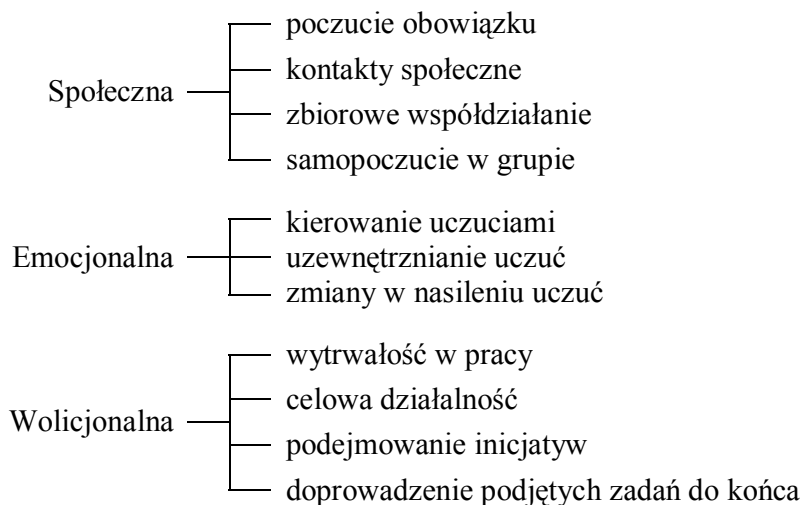 poczucie obowiązku
kontakty społeczne
Społeczna
zbiorowe współdziałanie
samopoczucie w grupie
kierowanie uczuciami
Emocjonalna
uzewnętrznianie uczuć
zmiany w nasileniu uczuć
wytrwałość w pracy
celowa działalność
Wolicjonalna
podejmowanie inicjatyw
doprowadzenie podjętych zadań do końca